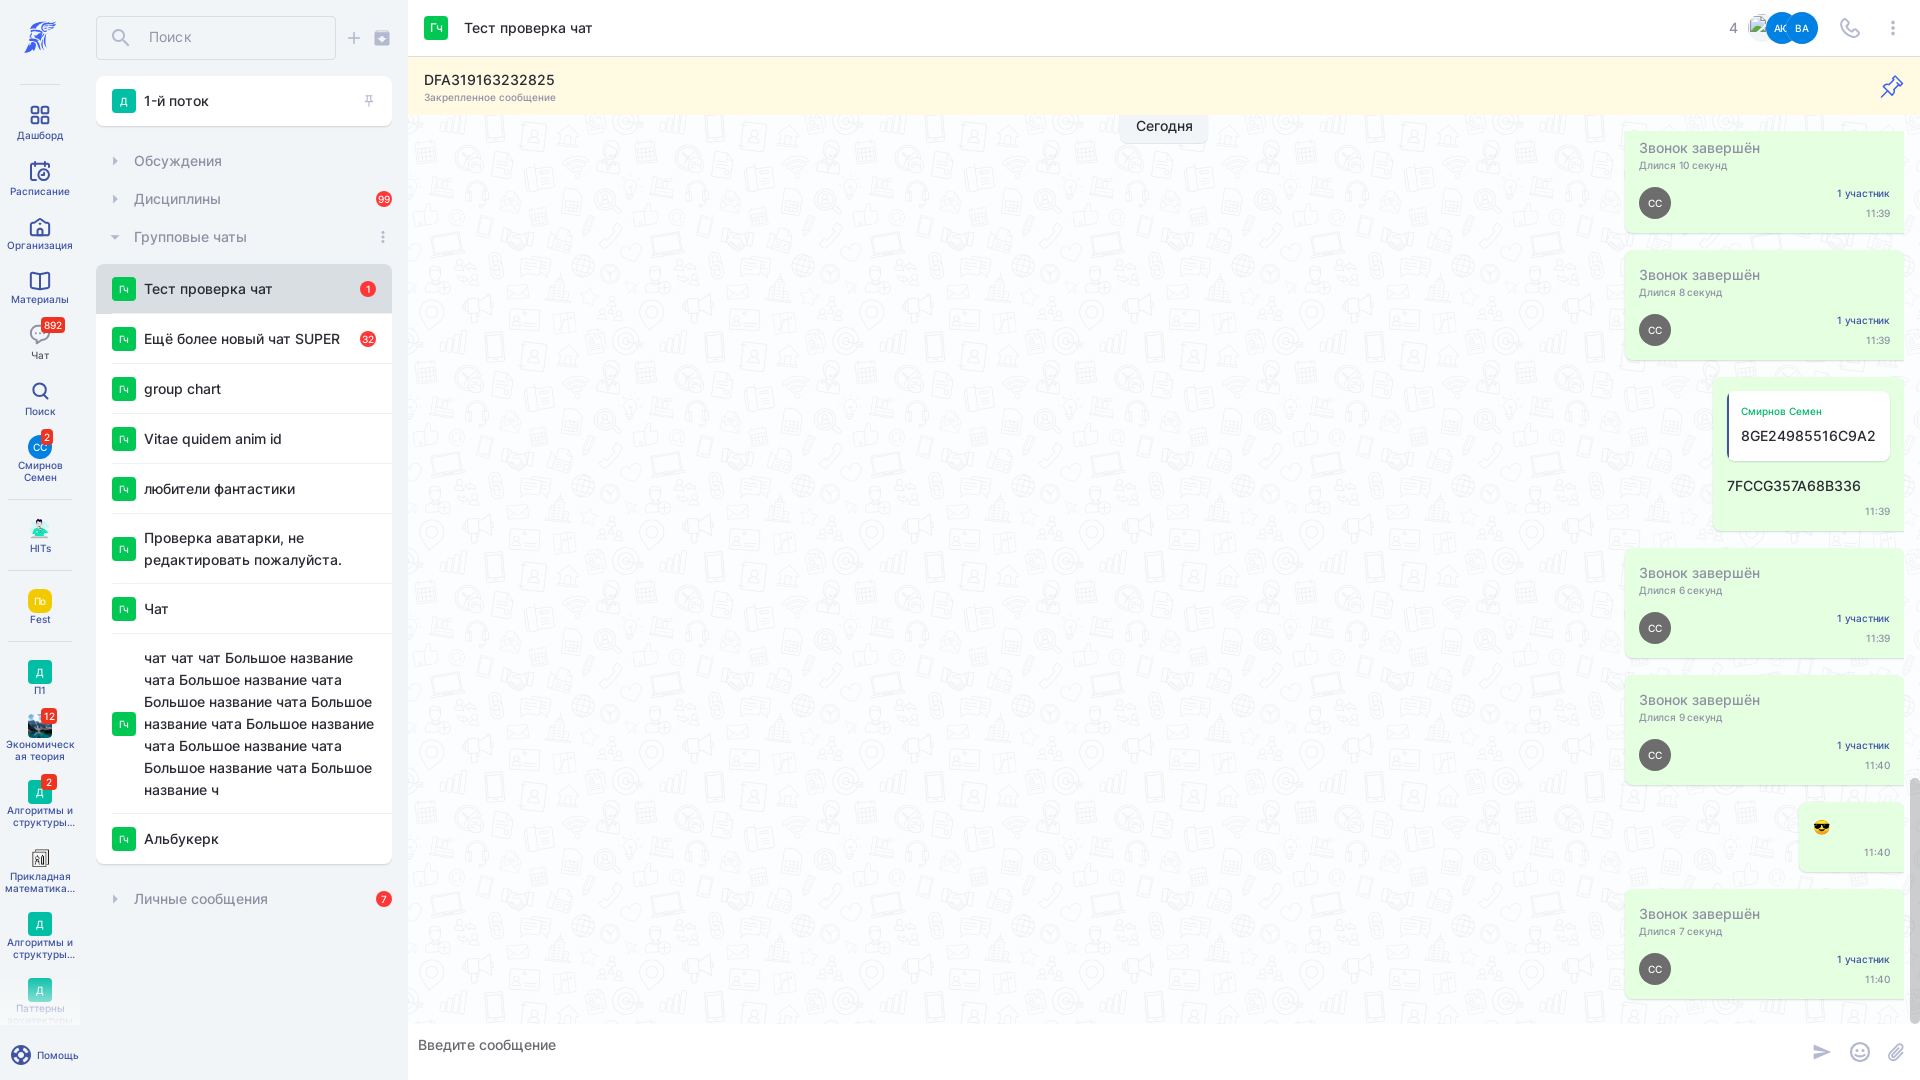 Дашборд
Расписание
Организация
Материалы
892
Чат
Поиск
СС
2
Смирнов
Семен
HITs
По
Fest
Д
П1
12
Экономическ
ая теория
Д
2
Алгоритмы и
структуры...
Прикладная
математика...
Д
Алгоритмы и
структуры...
Д
Паттерны
Помощь
Поиск
Д
1-й поток
Обсуждения
Дисциплины
99
Групповые чаты
Гч
Тест проверка чат
1
Гч
Ещё более новый чат SUPER
32
Гч
group chart
Гч
Vitae quidem anim id
Гч
любители фантастики
Гч
Проверка аватарки, не
редактировать пожалуйста.
Гч
Чат
Гч
чат чат чат Большое название
чата Большое название чата
Большое название чата Большое
название чата Большое название
чата Большое название чата
Большое название чата Большое
название ч
Гч
Альбукерк
Личные сообщения
7
Гч
Тест проверка чат
4
АК
ВА
DFA319163232825
Закрепленное сообщение
Сегодня
Звонок завершён
Длился 10 секунд
СС
1 участник
11:39
Звонок завершён
Длился 8 секунд
СС
1 участник
11:39
Смирнов Семен
8GE24985516C9A2
7FCCG357A68B336
11:39
Звонок завершён
Длился 6 секунд
СС
1 участник
11:39
Звонок завершён
Длился 9 секунд
СС
1 участник
11:40
11:40
Звонок завершён
Длился 7 секунд
СС
1 участник
11:40
Введите сообщение